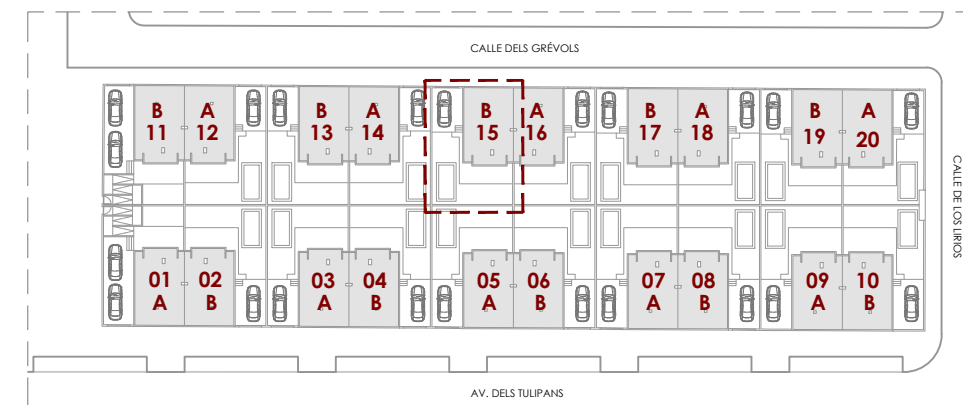 CALLE DELS GRÉVOLS
B A B A B A B A B A
11 12 13 14 15 16 17 18 19 20
CALLE DE LOS LIRIOS
01 02 03 04 05 06 07 08 09 10
A B A B A B A B A B
AV. DELS TULIPANS